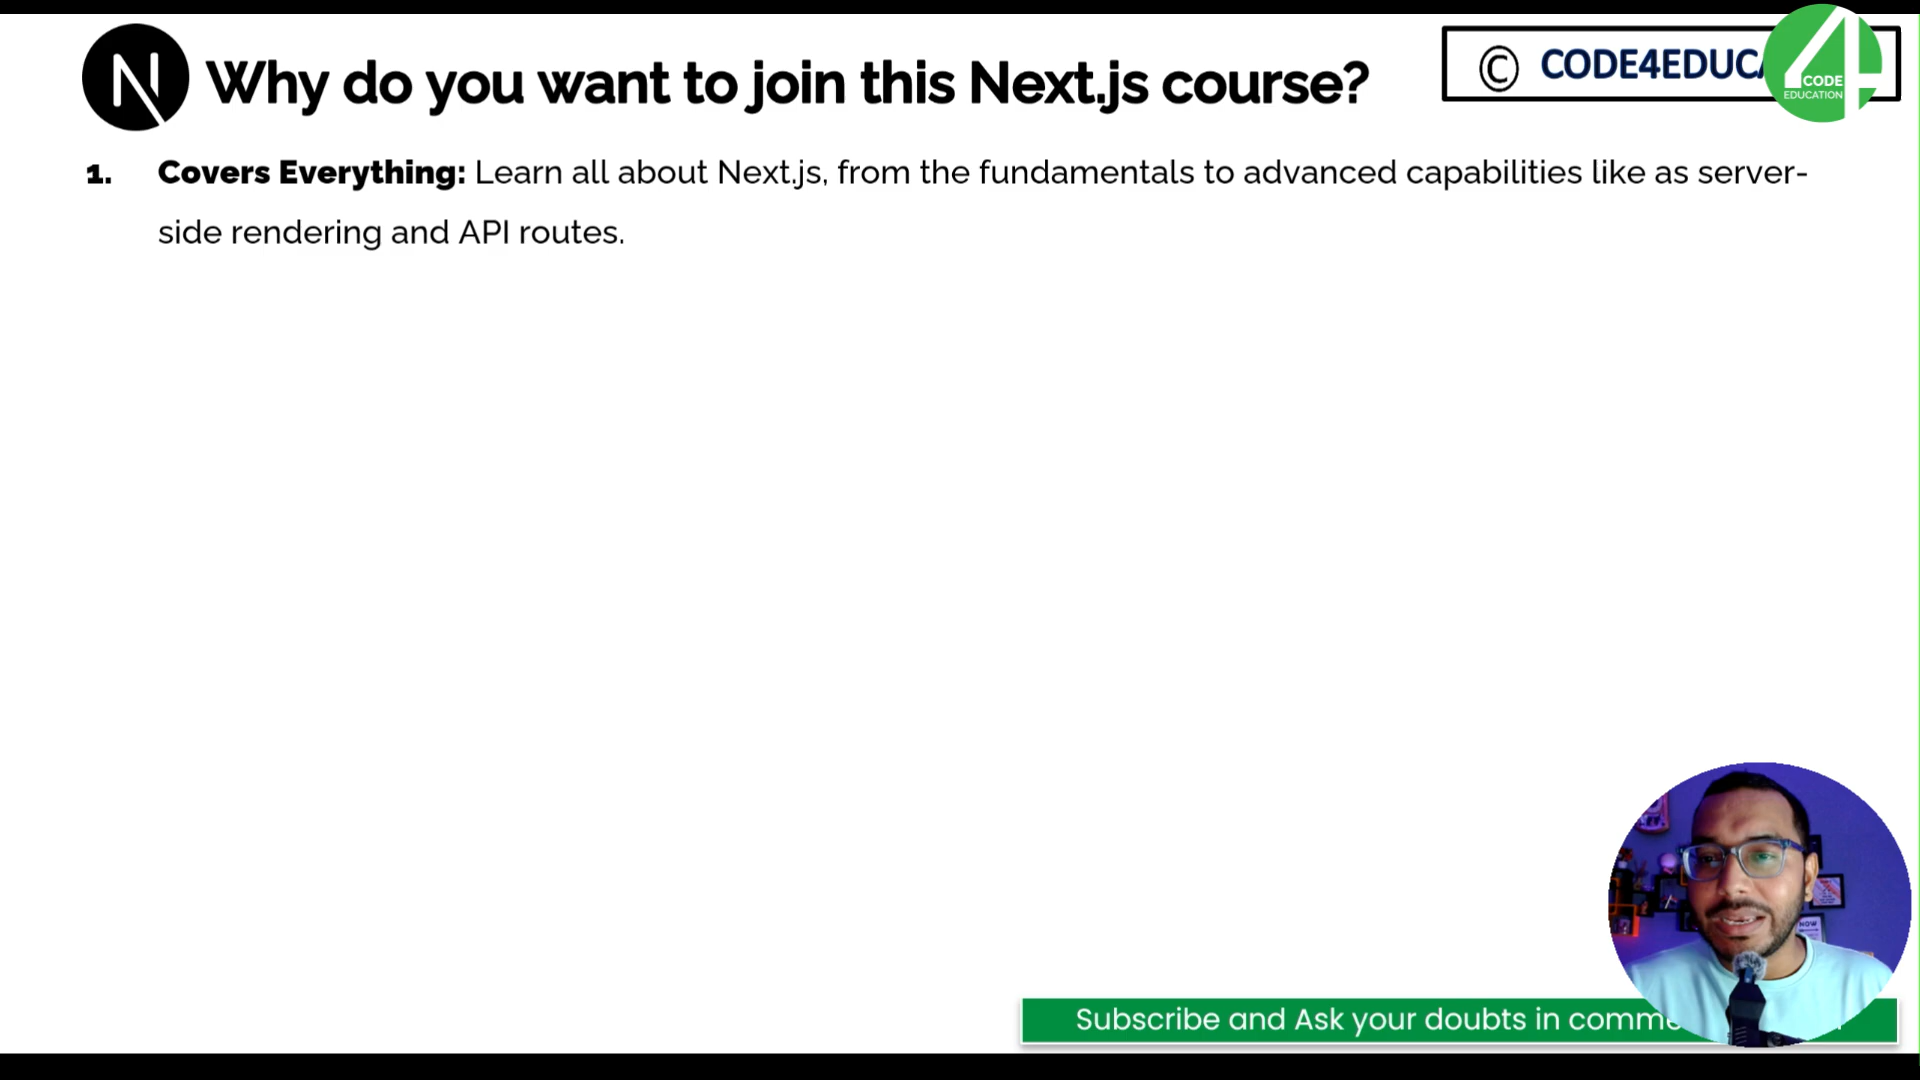 Why do you want to join this Next.js course?
© CODE4EDUC
CODE
EDUCATION
1. Covers Everything: Learn all about Next.js, from the fundamentals to advanced capabilities like as server-
side rendering and API routes.
NOW
Subscribe and Ask your doubts in comme